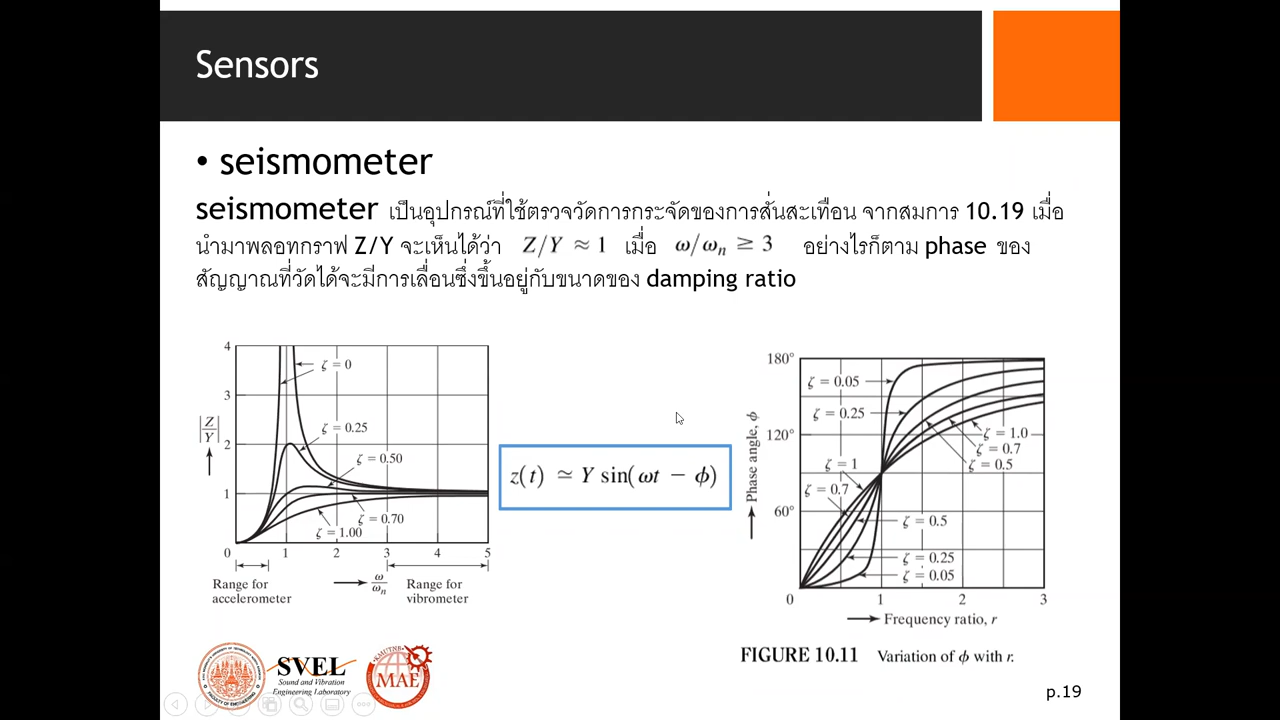 Sensors
• seismometer
seismometer เป็นอุปกรณ์ที่ใช้ตรวจวัดการกระจัดของการสั่นสะเทือน จากสมการ 10.19 เมื่อ
นำมาพลอทกราฟ Z/Y จะเห็นได้ว่า Z/Y ≈ 1 เมื่อ ω/ωn ≥ 3 อย่างไรก็ตาม phase ของ
สัญญาณที่วัดได้จะมีการเลื่อนซึ่งขึ้นอยู่กับขนาดของ damping ratio
4
ζ = 0
3
|Z/Y|
ζ = 0.25
2
ζ = 0.50
1
ζ = 0.70
ζ = 1.00
0 1 2 3 4 5
Range for accelerometer
ω/ωn
Range for vibrometer
z(t) ≃ Y sin(ωt − ϕ)
180°
ζ = 0.05
ζ = 0.25
Phase angle, ϕ
120°
ζ = 1.0
ζ = 0.7
ζ = 0.5
ζ = 1
ζ = 0.7
60°
ζ = 0.5
ζ = 0.25
ζ = 0.05
0 1 2 3
Frequency ratio, r
FIGURE 10.11 Variation of ϕ with r.
SVEL
Sound and Vibration
Engineering Laboratory
KMUTNB
MAE
p.19